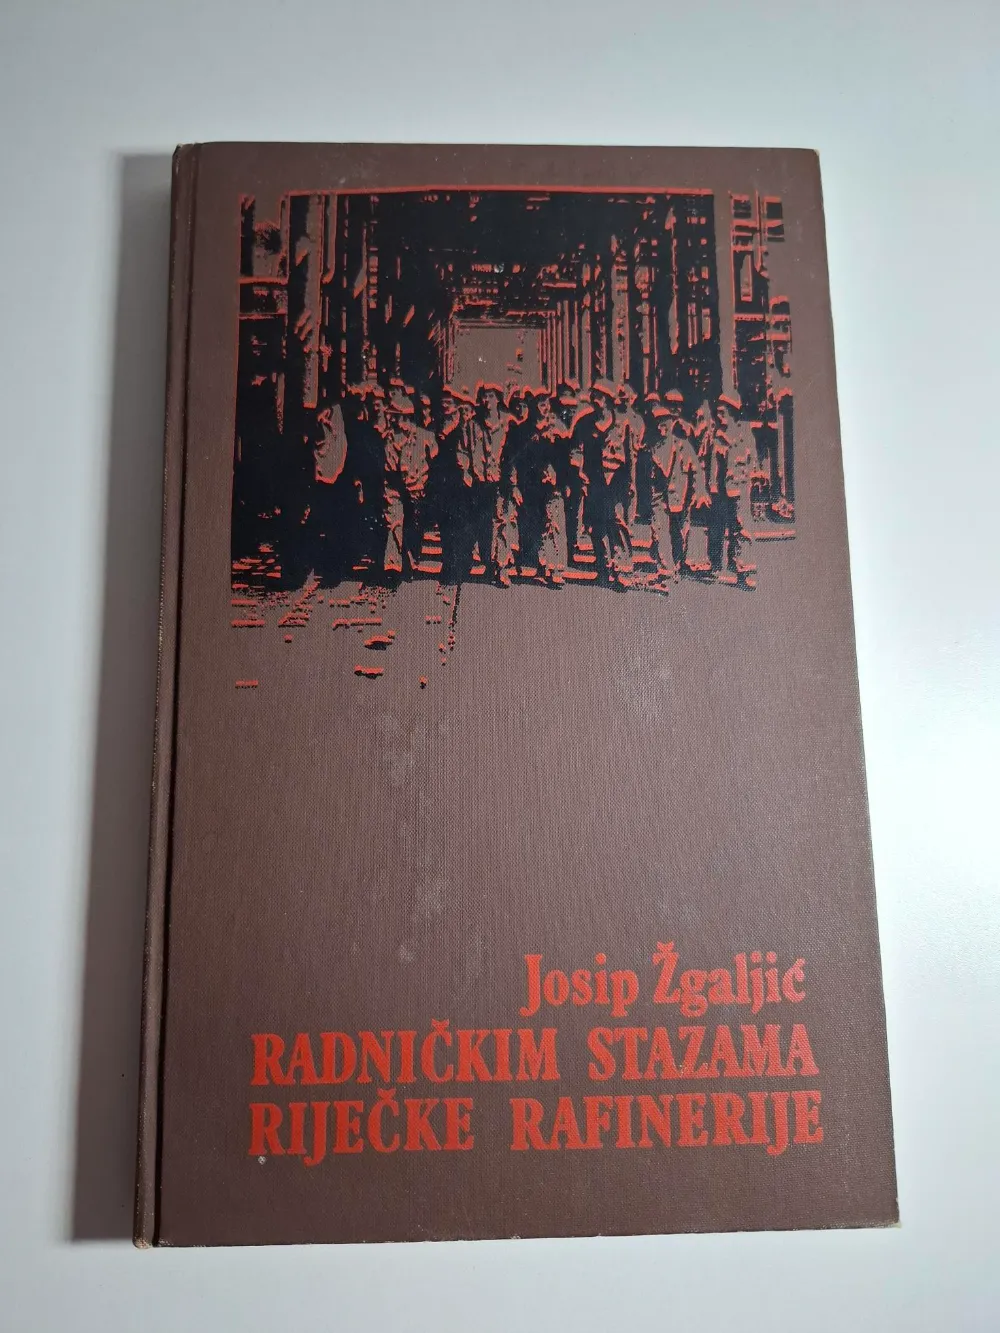 Josip Žgaljić
RADNIČKIM STAZAMA
RIJEČKE RAFINERIJE